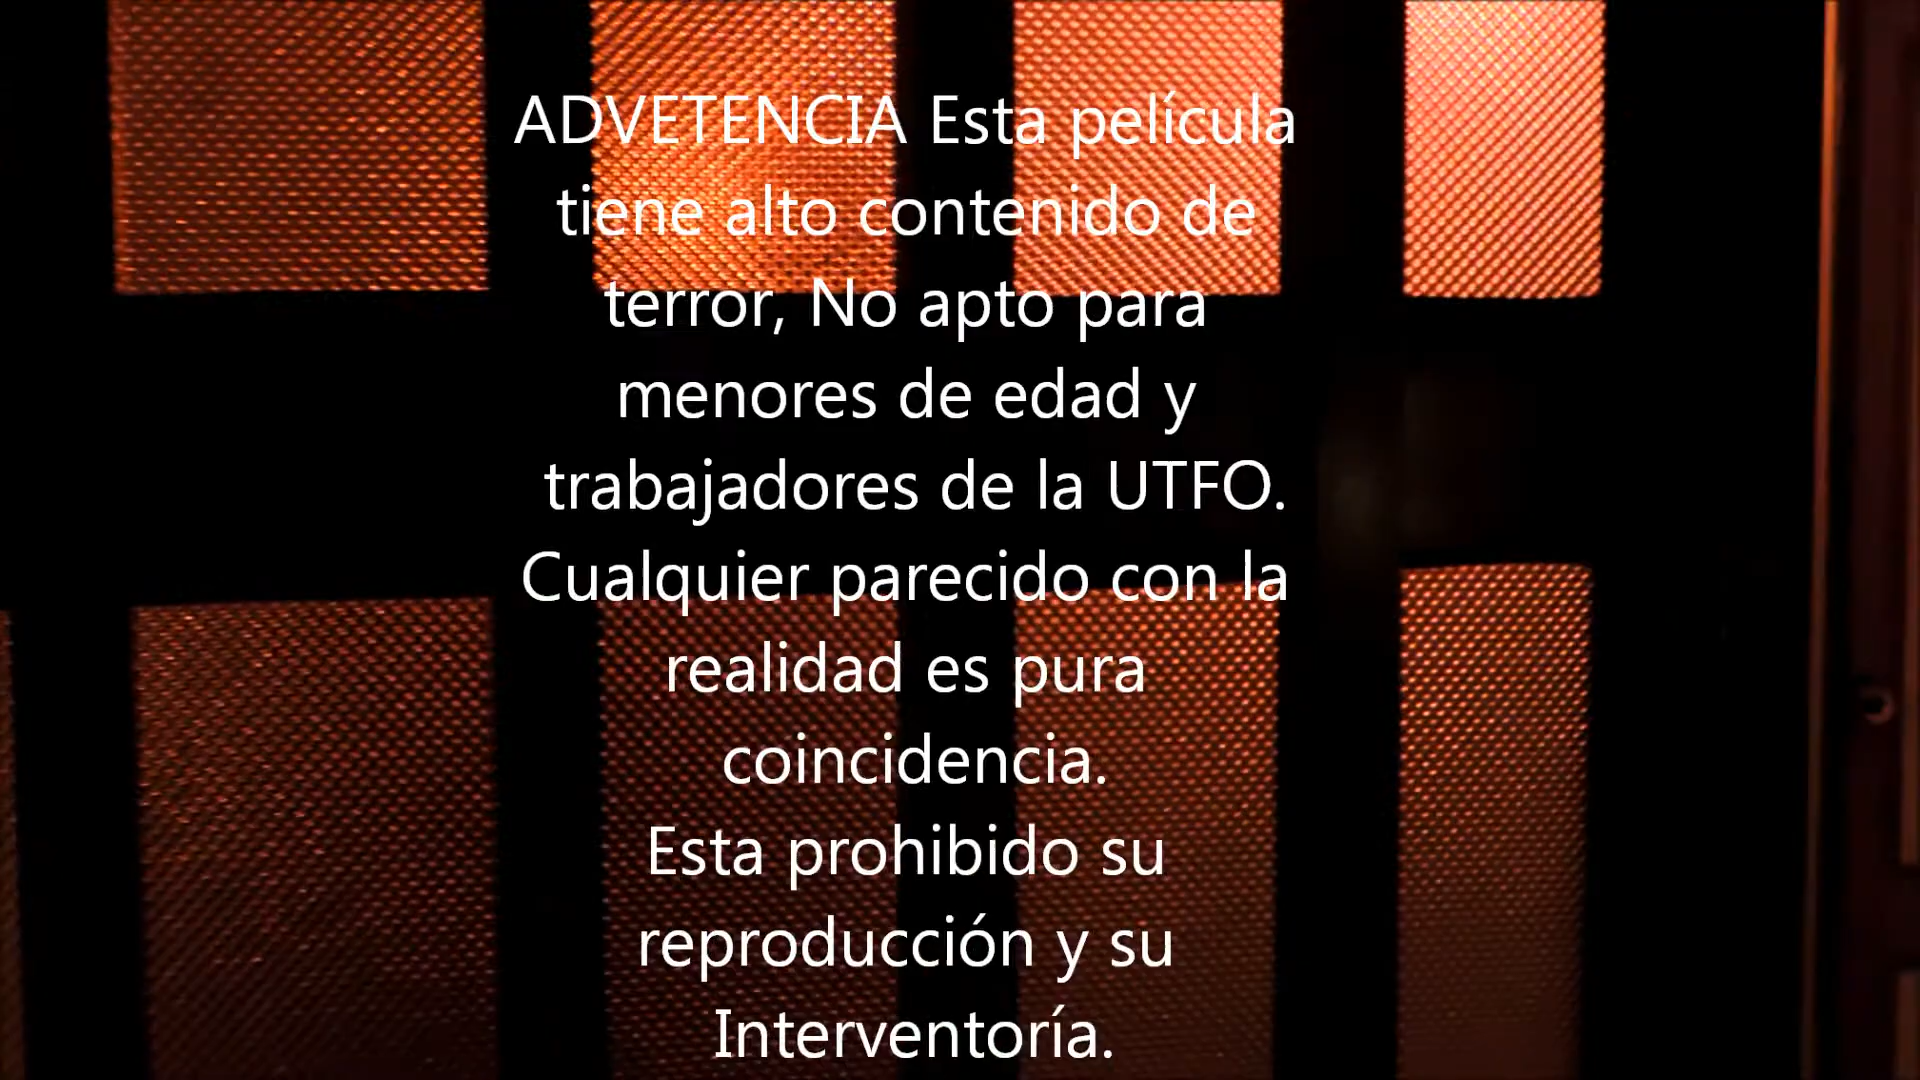 ADVETENCIA Esta película
tiene alto contenido de
terror, No apto para
menores de edad y
trabajadores de la UTFO.
Cualquier parecido con la
realidad es pura
coincidencia.
Esta prohibido su
reproducción y su
Interventoría.